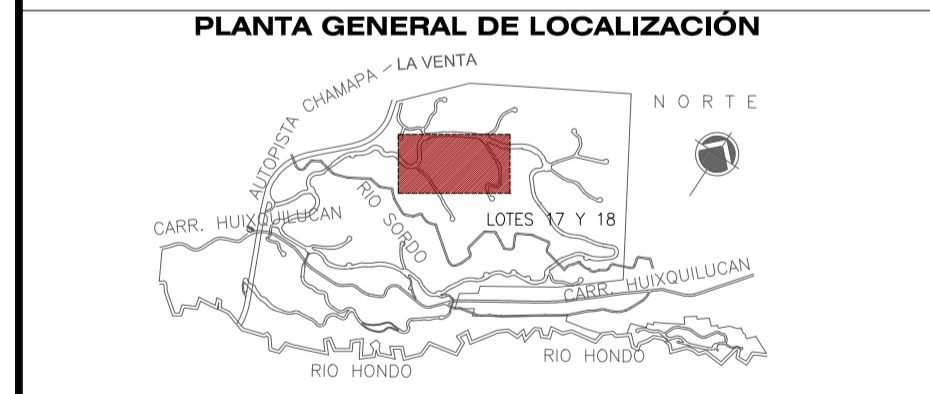 PLANTA GENERAL DE LOCALIZACIÓN
AUTOPISTA CHAMAPA - LA VENTA
NORTE
CARR. HUIXQUILUCAN
RIO SORDO
LOTES 17 Y 18
CARR. HUIXQUILUCAN
RIO HONDO
RIO HONDO